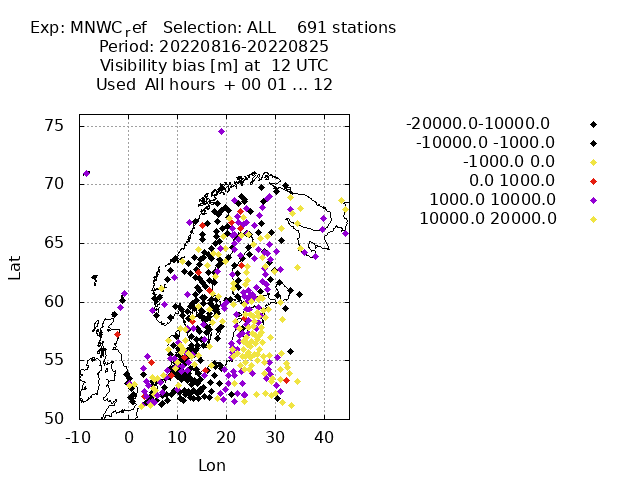 Exp: MNWC_ref   Selection: ALL    691 stations
Period: 20220816-20220825
Visibility bias [m] at  12 UTC
Used  All hours  + 00 01 ... 12
-20000.0-10000.0
-10000.0 -1000.0
-1000.0 0.0
0.0 1000.0
1000.0 10000.0
10000.0 20000.0
75
70
65
60
55
50
Lat
-10 0 10 20 30 40
Lon